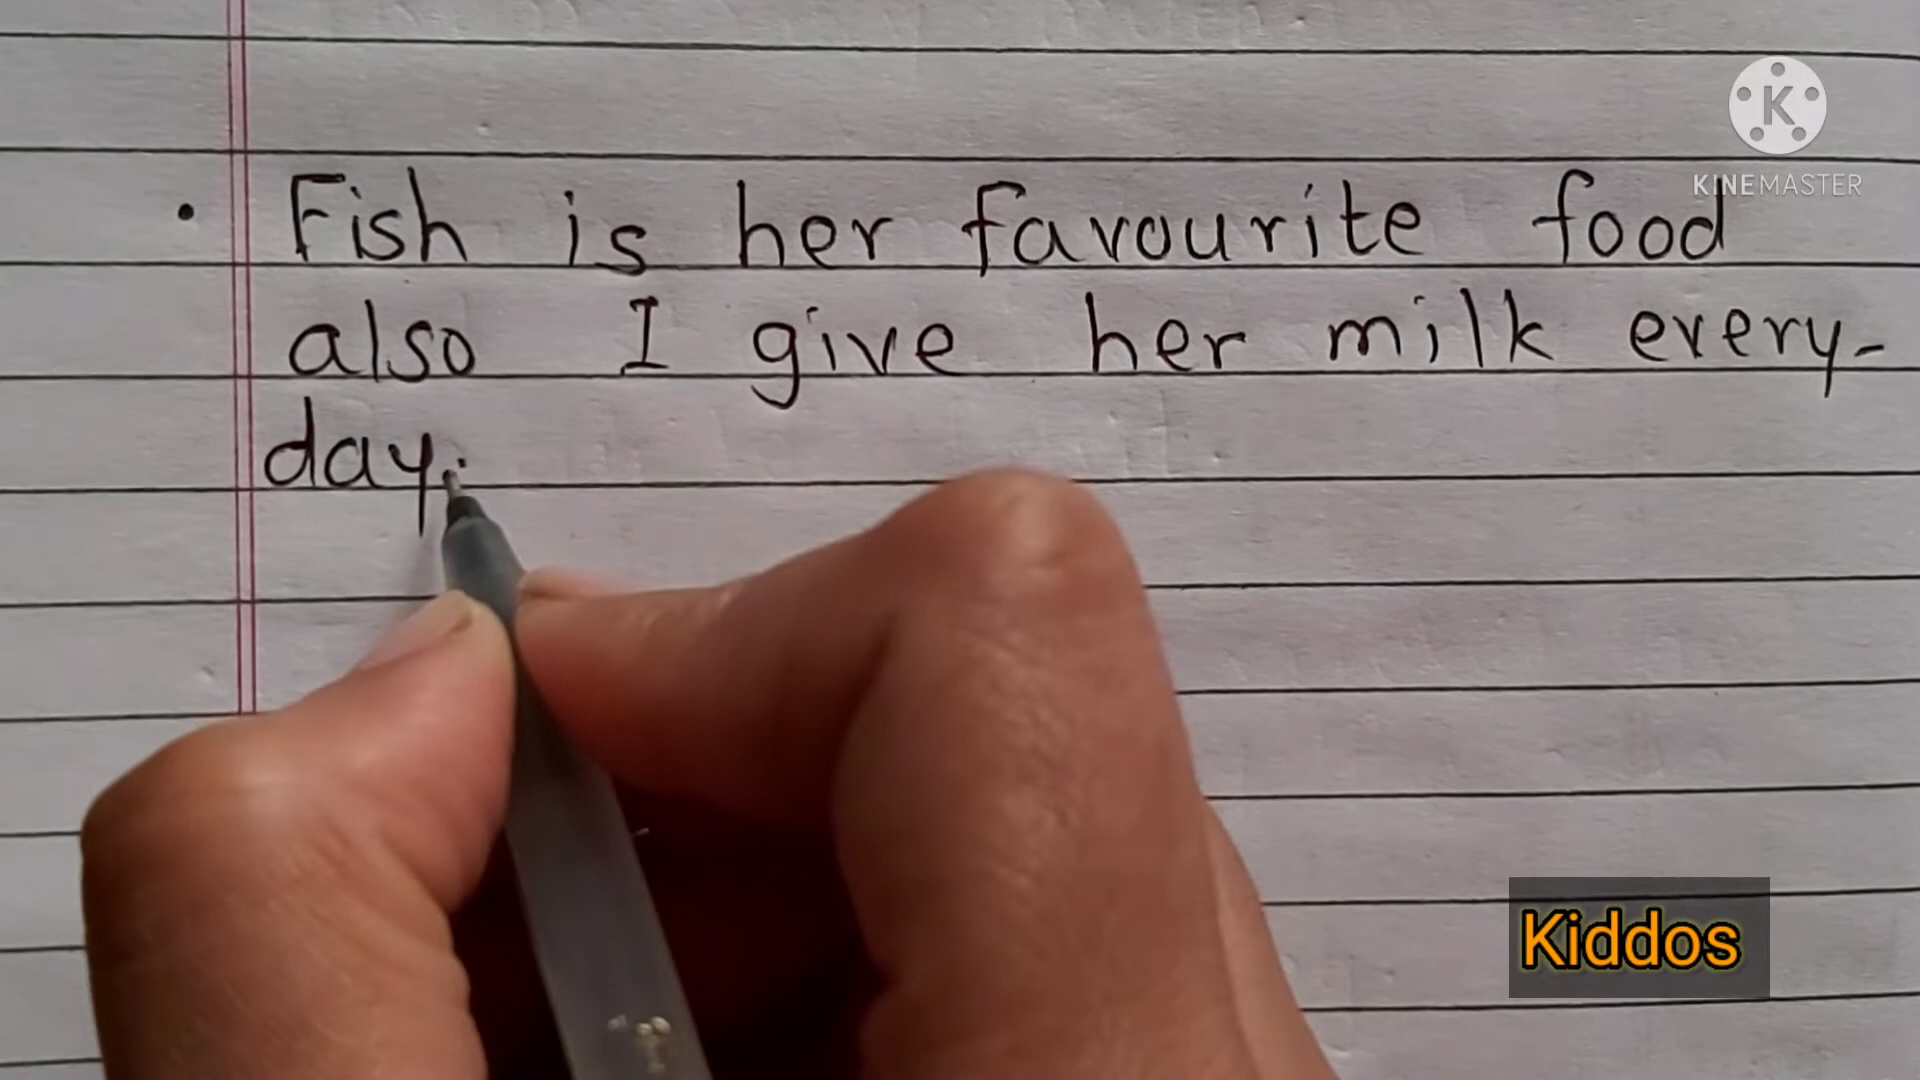 K
KINEMASTER
• Fish is her favourite food
also I give her milk every-
day.
Kiddos